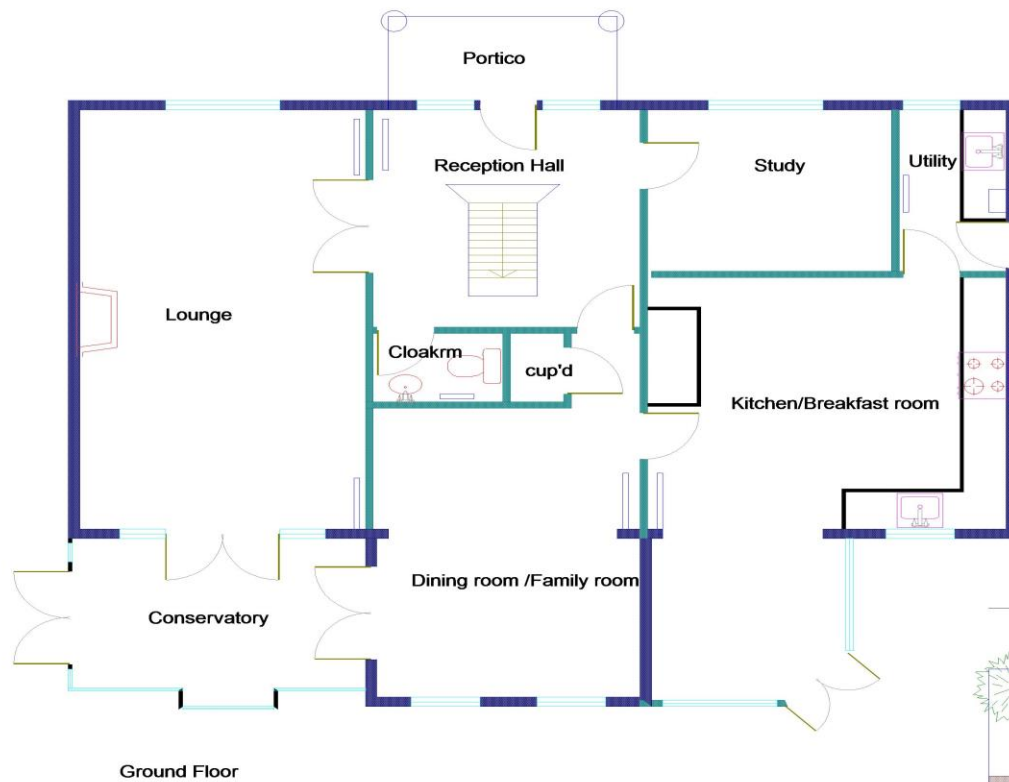 Portico
Reception Hall
Study
Utility
Lounge
Cloakrm
cup'd
Kitchen/Breakfast room
Dining room /Family room
Conservatory
Ground Floor